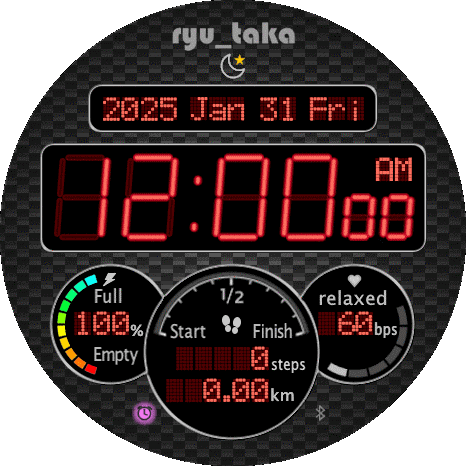 ryu_taka
2025 Jan 31 Fri
AM
12:00 00
Full
100%
Empty
1/2
Start Finish
0 steps
0.00 km
relaxed
60 bps